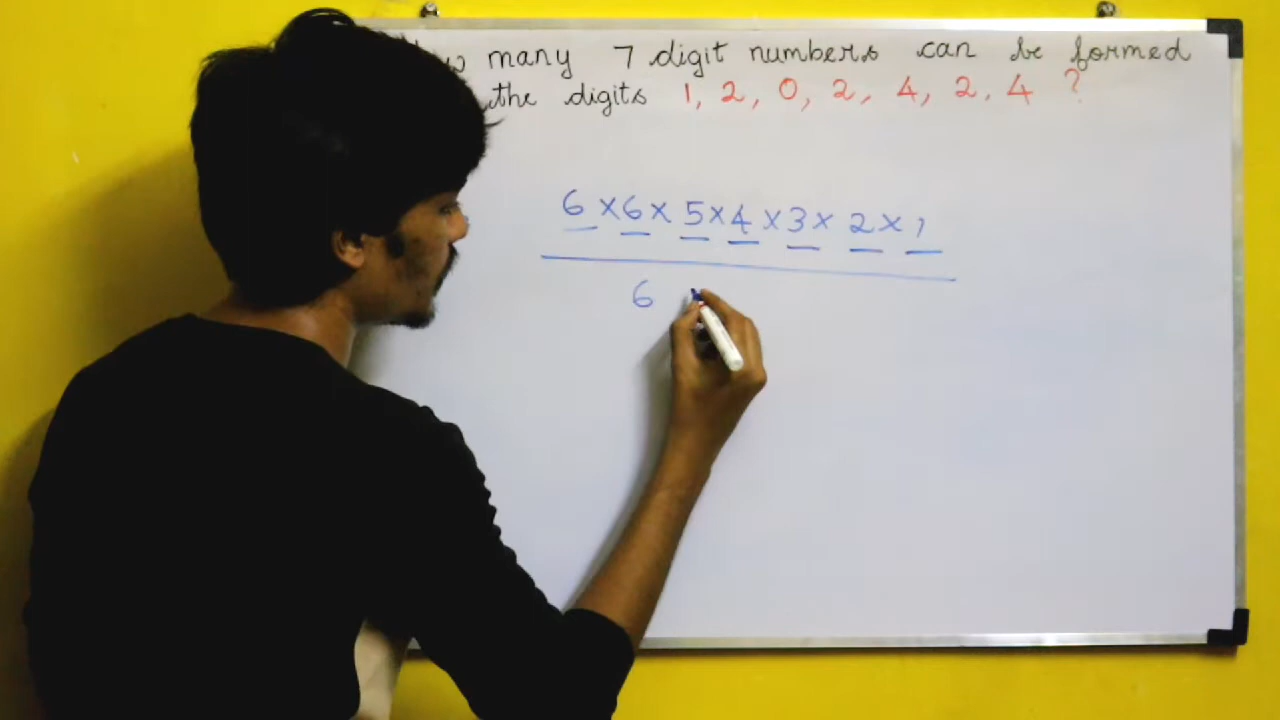 many 7 digit numbers can be formed
the digits 1, 2, 0, 2, 4, 2, 4 ?
6 × 6 × 5 × 4 × 3 × 2 × 1
6